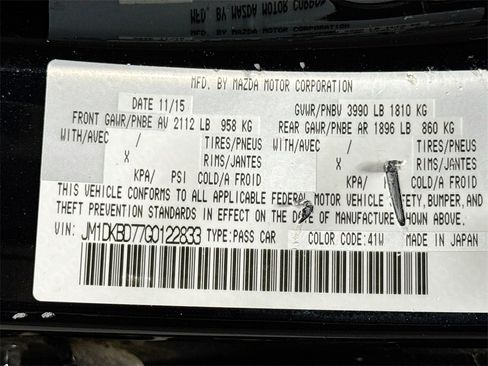 MFD. BY MAZDA MOTOR CORPORATION
DATE 11/15 GVWR/PNBV 3990 LB 1810 KG
FRONT GAWR/PNBE AV 2112 LB 958 KG REAR GAWR/PNBE AR 1896 LB 860 KG
WITH/AVEC / TIRES/PNEUS WITH/AVEC / TIRES/PNEUS
X RIMS/JANTES X RIMS/JANTES
KPA/ PSI COLD/A FROID KPA/ COLD/A FROID
THIS VEHICLE CONFORMS TO ALL APPLICABLE FEDERAL MOTOR VEHICLE SAFETY, BUMPER, AND
THEFT PREVENTION STANDARDS IN EFFECT ON THE DATE OF MANUFACTURE SHOWN ABOVE.
VIN: JM1DKBD77G0122833 TYPE:PASS CAR COLOR CODE:41W MADE IN JAPAN